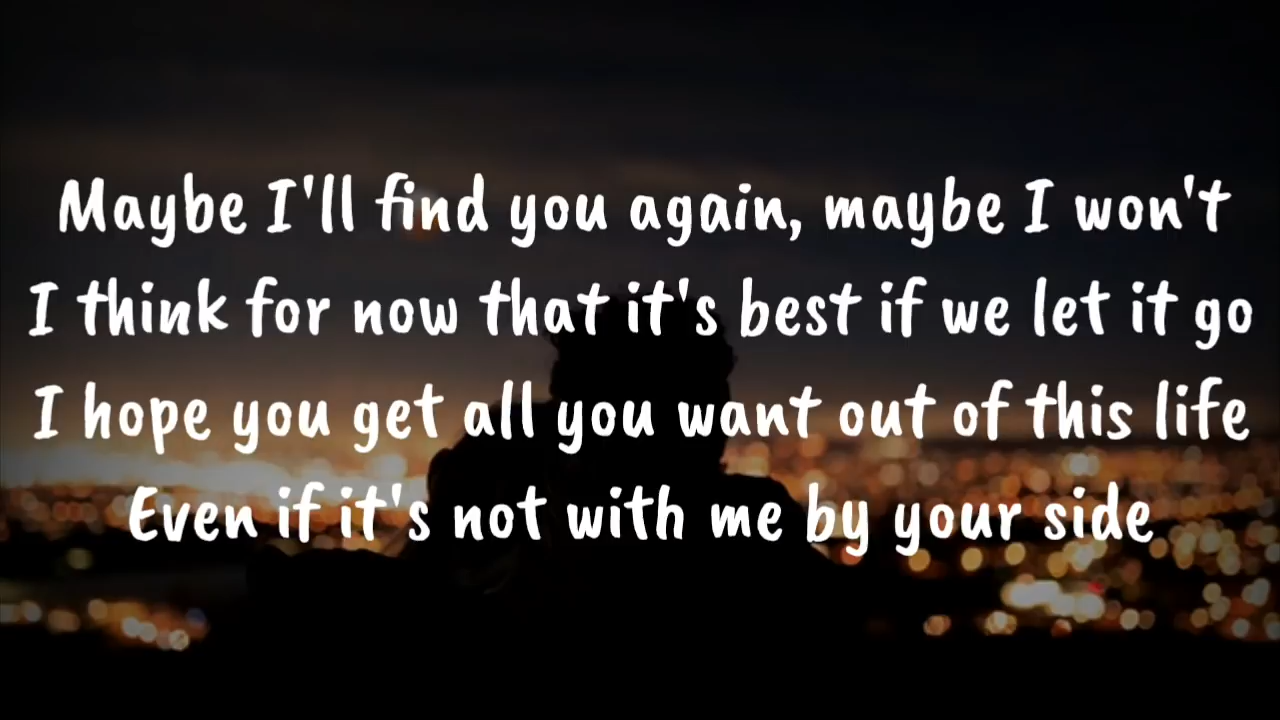 Maybe I'll find you again, maybe I won't
I think for now that it's best if we let it go
I hope you get all you want out of this life
Even if it's not with me by your side